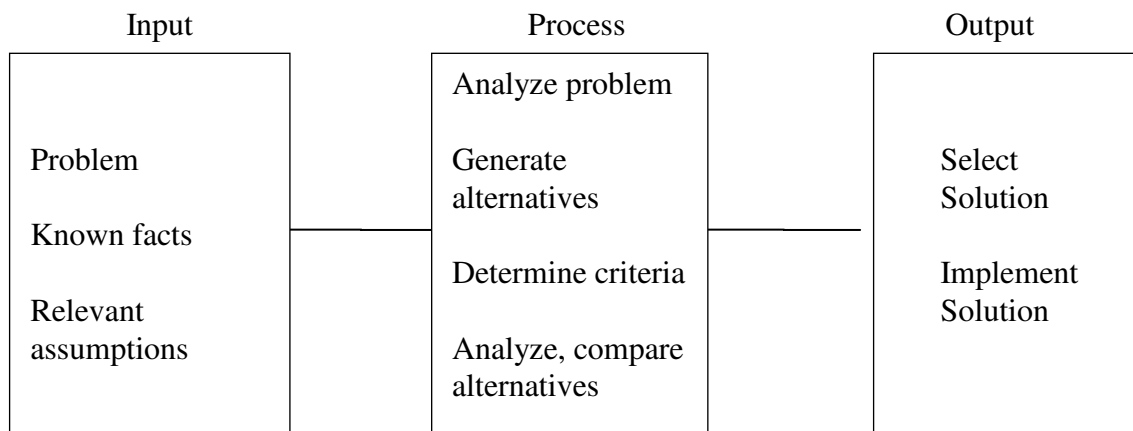 Input
Process
Output
Problem
Known facts
Relevant
assumptions
Analyze problem
Generate
alternatives
Determine criteria
Analyze, compare
alternatives
Select
Solution
Implement
Solution